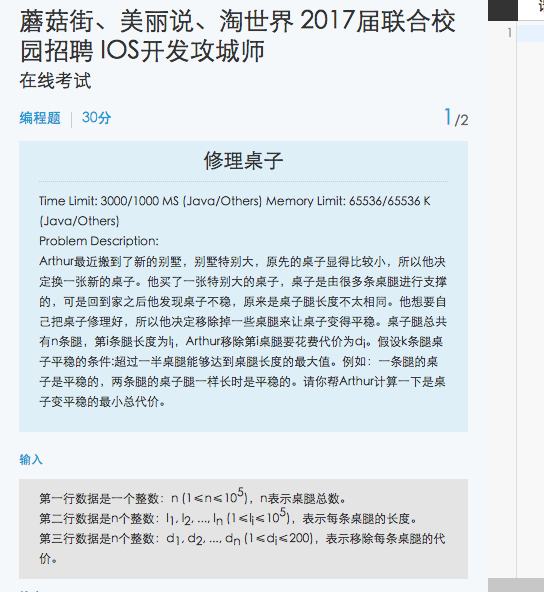 蘑菇街、美丽说、淘世界 2017届联合校
园招聘 IOS开发攻城师
在线考试
编程题 | 30分 1/2
1
修理桌子
Time Limit: 3000/1000 MS (Java/Others) Memory Limit: 65536/65536 K
(Java/Others)
Problem Description:
Arthur最近搬到了新的别墅，别墅特别大，原先的桌子显得比较小，所以他决
定换一张新的桌子。他买了一张特别大的桌子，桌子是由很多条桌腿进行支撑
的，可是回到家之后他发现桌子不稳，原来是桌子腿长度不太相同。他想要自
己把桌子修理好，所以他决定移除掉一些桌腿来让桌子变得平稳。桌子腿总共
有n条腿，第i条腿长度为li，Arthur移除第i桌腿要花费代价为di。假设k条腿桌
子平稳的条件:超过一半桌腿能够达到桌腿长度的最大值。例如：一条腿的桌
子是平稳的，两条腿的桌子腿一样长时是平稳的。请你帮Arthur计算一下是桌
子变平稳的最小总代价。
输入
第一行数据是一个整数：n (1≤n≤10^5)，n表示桌腿总数。
第二行数据是n个整数：l1, l2, ..., ln (1≤li≤10^5)，表示每条桌腿的长度。
第三行数据是n个整数：d1, d2, ..., dn (1≤di≤200)，表示移除每条桌腿的代
价。